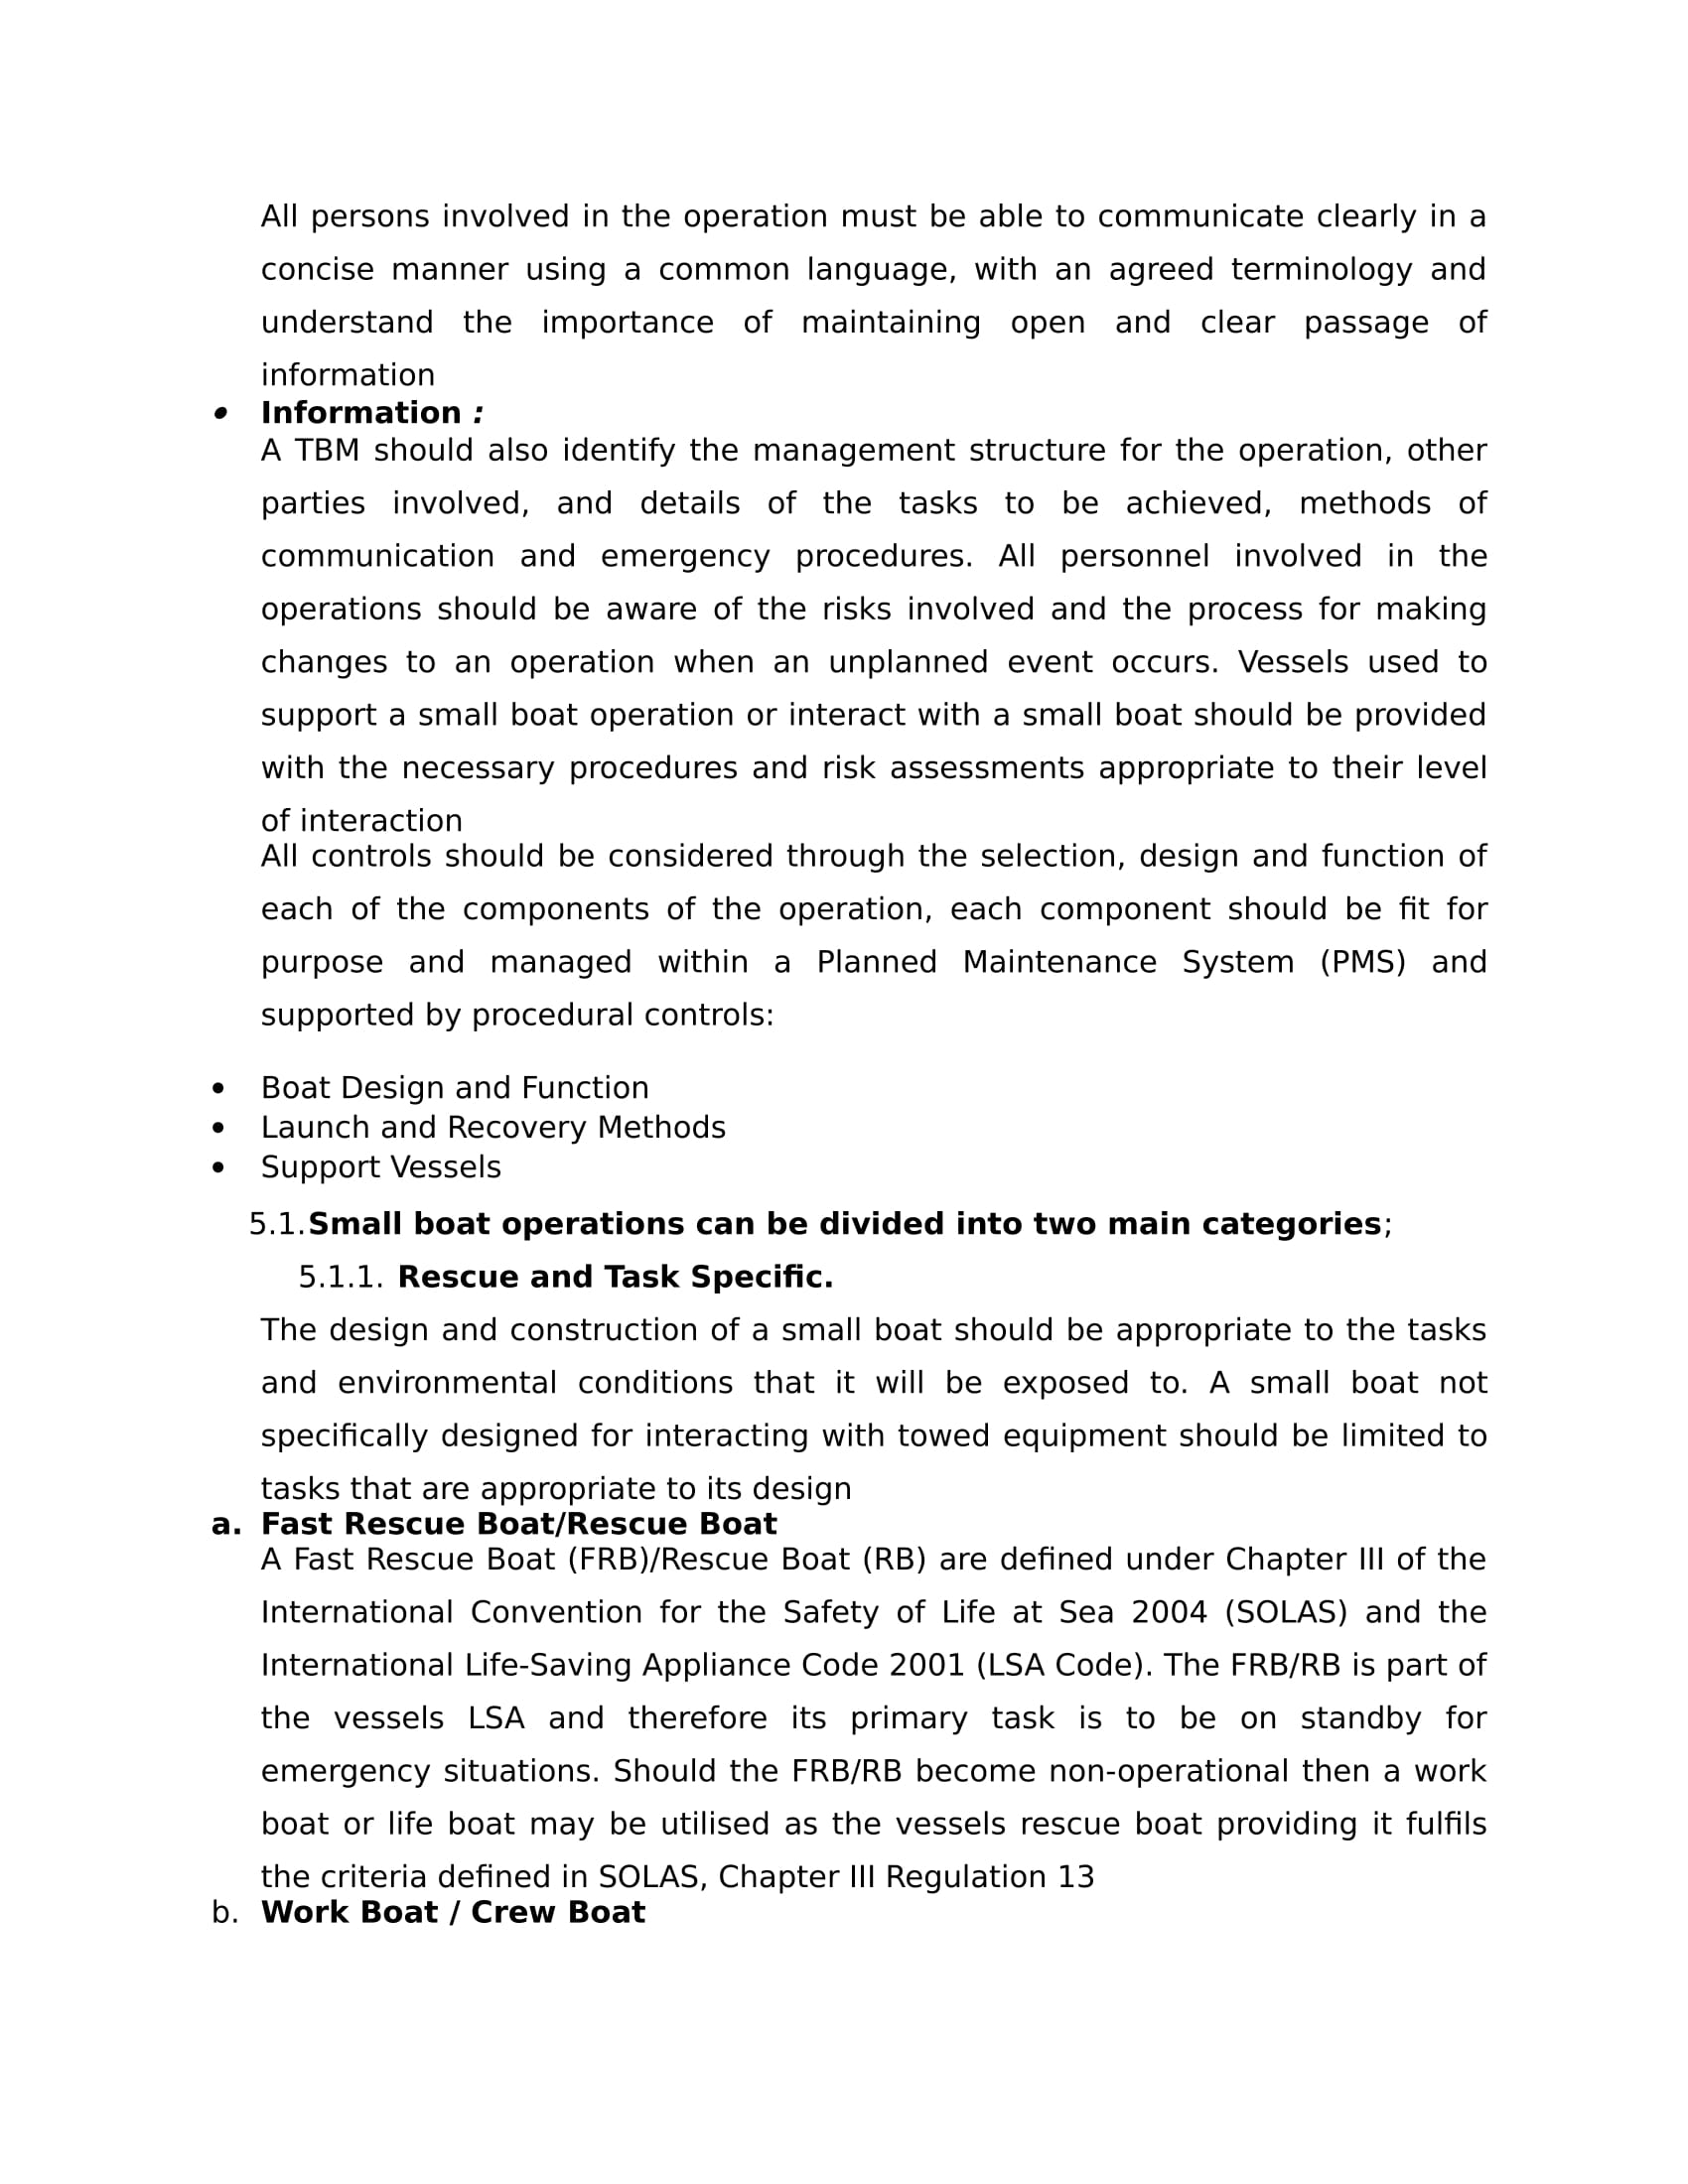 All persons involved in the operation must be able to communicate clearly in a
concise manner using a common language, with an agreed terminology and
understand the importance of maintaining open and clear passage of
information
• Information :
A TBM should also identify the management structure for the operation, other
parties involved, and details of the tasks to be achieved, methods of
communication and emergency procedures. All personnel involved in the
operations should be aware of the risks involved and the process for making
changes to an operation when an unplanned event occurs. Vessels used to
support a small boat operation or interact with a small boat should be provided
with the necessary procedures and risk assessments appropriate to their level
of interaction
All controls should be considered through the selection, design and function of
each of the components of the operation, each component should be fit for
purpose and managed within a Planned Maintenance System (PMS) and
supported by procedural controls:
• Boat Design and Function
• Launch and Recovery Methods
• Support Vessels
5.1. Small boat operations can be divided into two main categories;
5.1.1. Rescue and Task Specific.
The design and construction of a small boat should be appropriate to the tasks
and environmental conditions that it will be exposed to. A small boat not
specifically designed for interacting with towed equipment should be limited to
tasks that are appropriate to its design
a. Fast Rescue Boat/Rescue Boat
A Fast Rescue Boat (FRB)/Rescue Boat (RB) are defined under Chapter III of the
International Convention for the Safety of Life at Sea 2004 (SOLAS) and the
International Life-Saving Appliance Code 2001 (LSA Code). The FRB/RB is part of
the vessels LSA and therefore its primary task is to be on standby for
emergency situations. Should the FRB/RB become non-operational then a work
boat or life boat may be utilised as the vessels rescue boat providing it fulfils
the criteria defined in SOLAS, Chapter III Regulation 13
b. Work Boat / Crew Boat